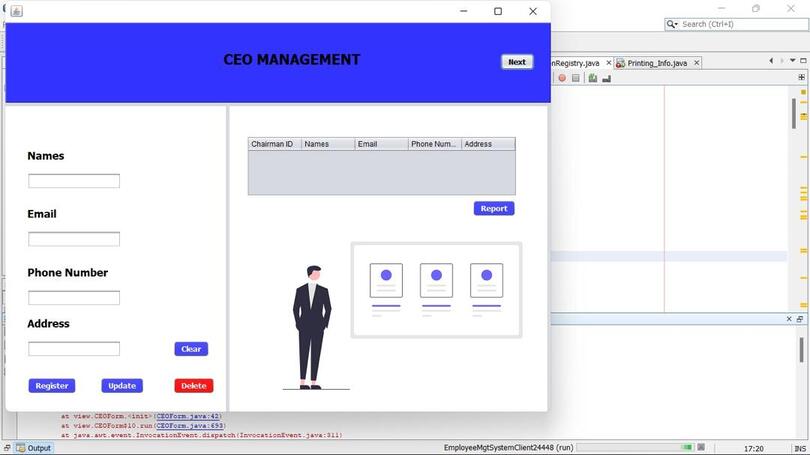 CEO MANAGEMENT
Next
Search (Ctrl+I)
onRegistry.java
Printing_Info.java
Names
Email
Phone Number
Address
Clear
Register
Update
Delete
Chairman ID Names Email Phone Num... Address
Report
at view.CEOForm.<init>(CEOForm.java:42)
at view.CEOForm$10.run(CEOForm.java:693)
at java.awt.event.InvocationEvent.dispatch(InvocationEvent.java:311)
Output
EmployeeMgtSystemClient24448 (run)
17:20
INS